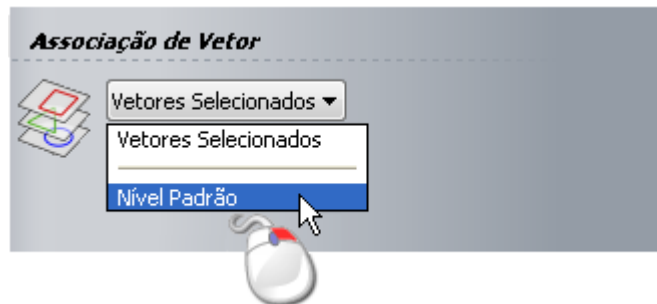 Associação de Vetor
Vetores Selecionados
Vetores Selecionados
Nível Padrão